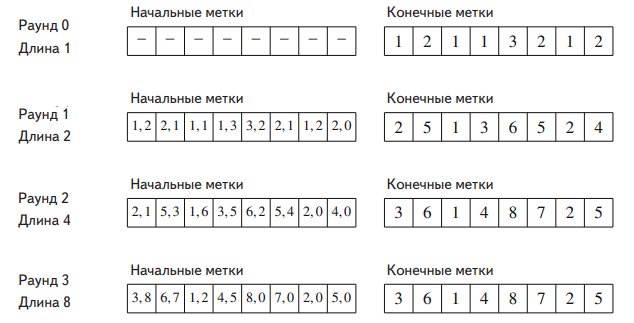 Раунд 0
Длина 1
Начальные метки
– – – – – – – –
Конечные метки
1 2 1 1 3 2 1 2
Раунд 1
Длина 2
Начальные метки
1, 2 2, 1 1, 1 1, 3 3, 2 2, 1 1, 2 2, 0
Конечные метки
2 5 1 3 6 5 2 4
Раунд 2
Длина 4
Начальные метки
2, 1 5, 3 1, 6 3, 5 6, 2 5, 4 2, 0 4, 0
Конечные метки
3 6 1 4 8 7 2 5
Раунд 3
Длина 8
Начальные метки
3, 8 6, 7 1, 2 4, 5 8, 0 7, 0 2, 0 5, 0
Конечные метки
3 6 1 4 8 7 2 5